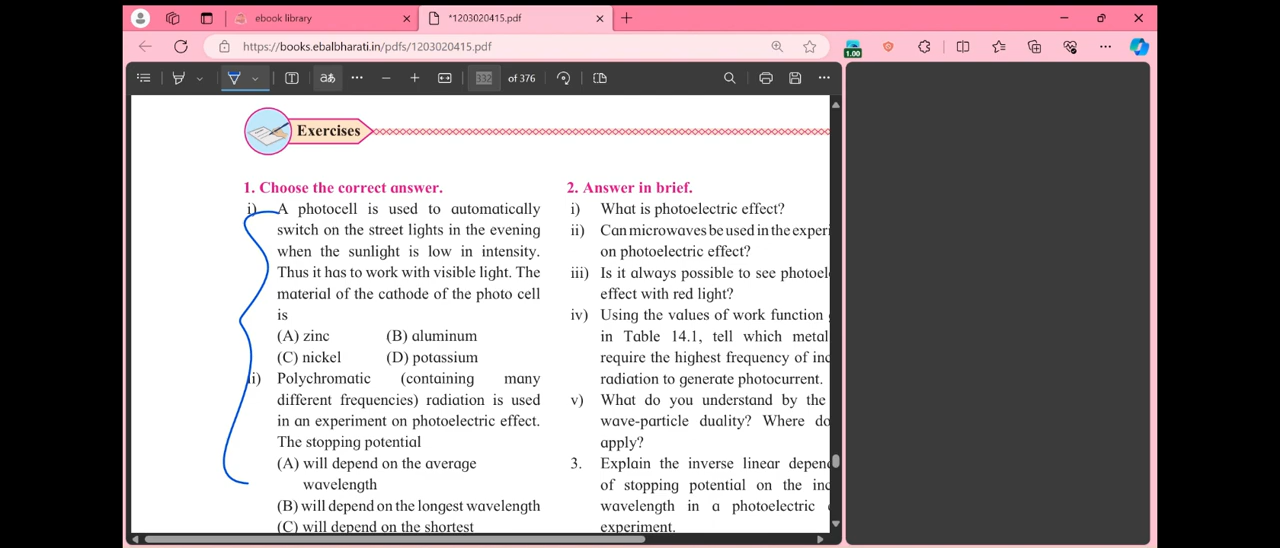 ebook library
*1203020415.pdf
https://books.ebalbharati.in/pdfs/1203020415.pdf
1.00
332 of 376
Exercises
1. Choose the correct answer.
i) A photocell is used to automatically
switch on the street lights in the evening
when the sunlight is low in intensity.
Thus it has to work with visible light. The
material of the cathode of the photo cell
is
(A) zinc (B) aluminum
(C) nickel (D) potassium
ii) Polychromatic (containing many
different frequencies) radiation is used
in an experiment on photoelectric effect.
The stopping potential
(A) will depend on the average
wavelength
(B) will depend on the longest wavelength
(C) will depend on the shortest
2. Answer in brief.
i) What is photoelectric effect?
ii) Can microwaves be used in the experi
on photoelectric effect?
iii) Is it always possible to see photoel
effect with red light?
iv) Using the values of work function
in Table 14.1, tell which metal
require the highest frequency of inc
radiation to generate photocurrent.
v) What do you understand by the
wave-particle duality? Where do
apply?
3. Explain the inverse linear depen
of stopping potential on the inc
wavelength in a photoelectric
experiment.